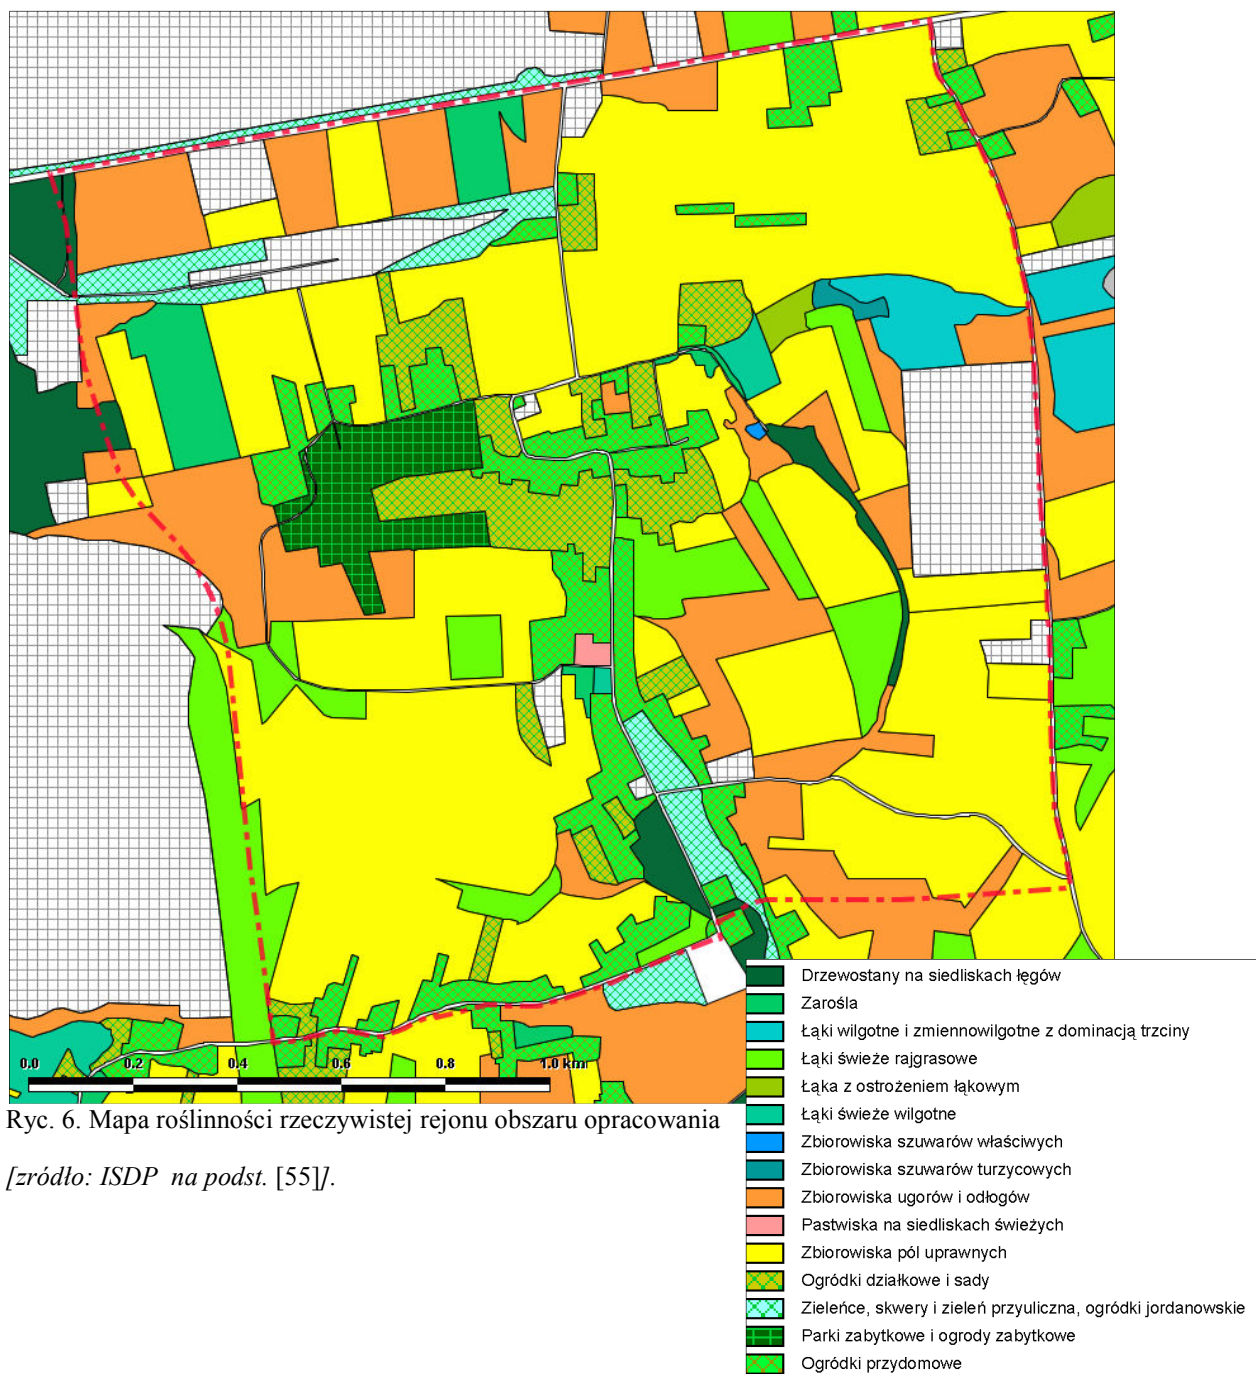 Drzewostany na siedliskach łęgów
Zarośla
Łąki wilgotne i zmiennowilgotne z dominacją trzciny
Łąki świeże rajgrasowe
Łąka z ostrożeniem łąkowym
Łąki świeże wilgotne
Zbiorowiska szuwarów właściwych
Zbiorowiska szuwarów turzycowych
Zbiorowiska ugorów i odłogów
Pastwiska na siedliskach świeżych
Zbiorowiska pól uprawnych
Ogródki działkowe i sady
Zieleńce, skwery i zieleń przyuliczna, ogródki jordanowskie
Parki zabytkowe i ogrody zabytkowe
Ogródki przydomowe
0.0 0.2 0.4 0.6 0.8 1.0 km
Ryc. 6. Mapa roślinności rzeczywistej rejonu obszaru opracowania
[zródło: ISDP na podst. [55]].